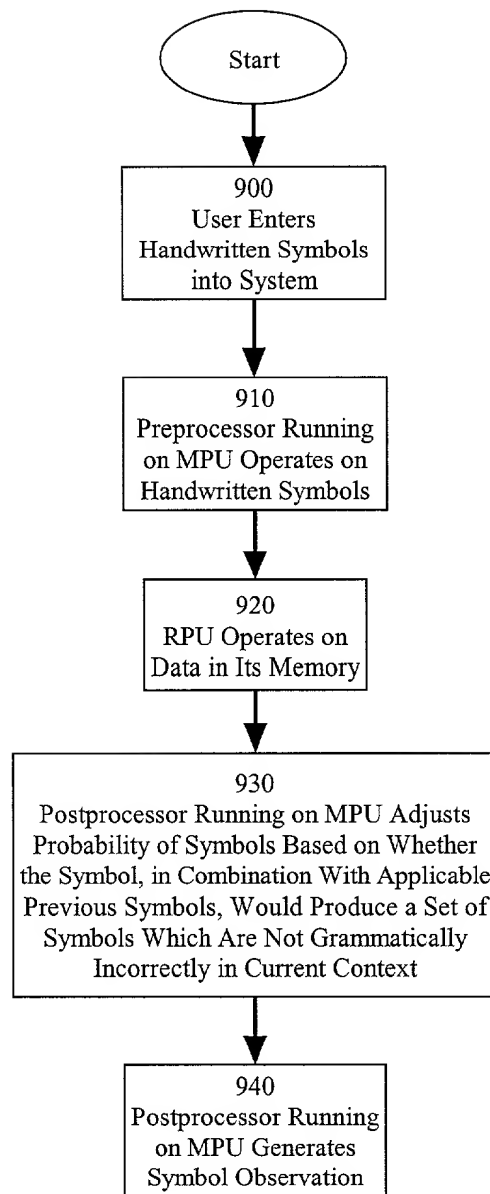 Start
900
User Enters
Handwritten Symbols
into System
910
Preprocessor Running
on MPU Operates on
Handwritten Symbols
920
RPU Operates on
Data in Its Memory
930
Postprocessor Running on MPU Adjusts
Probability of Symbols Based on Whether
the Symbol, in Combination With Applicable
Previous Symbols, Would Produce a Set of
Symbols Which Are Not Grammatically
Incorrectly in Current Context
940
Postprocessor Running
on MPU Generates
Symbol Observation